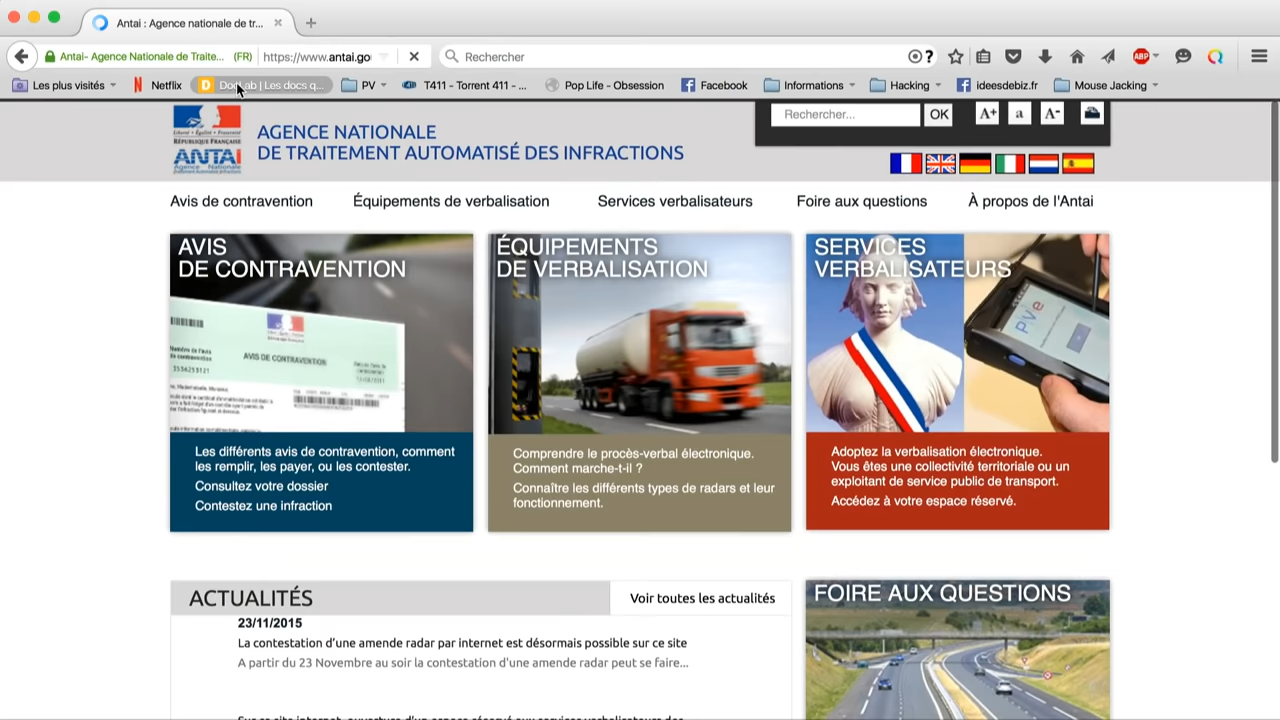 Antai : Agence nationale de tr...
Antai- Agence Nationale de Traite... (FR)
https://www.antai.go
Rechercher
ABP
Les plus visités
Netflix
DocLab | Les docs q...
PV
T411 - Torrent 411 - ...
Pop Life - Obsession
Facebook
Informations
Hacking
ideesdebiz.fr
Mouse Jacking
Liberté • Égalité • Fraternité
RÉPUBLIQUE FRANÇAISE
ANTAI
AGENCE NATIONALE
DE TRAITEMENT AUTOMATISÉ DES INFRACTIONS
Rechercher...
OK
A+
a
A-
Avis de contravention
Équipements de verbalisation
Services verbalisateurs
Foire aux questions
À propos de l'Antai
AVIS
DE CONTRAVENTION
AVIS DE CONTRAVENTION
Les différents avis de contravention, comment
les remplir, les payer, ou les contester.
Consultez votre dossier
Contestez une infraction
ÉQUIPEMENTS
DE VERBALISATION
Comprendre le procès-verbal électronique.
Comment marche-t-il ?
Connaître les différents types de radars et leur
fonctionnement.
SERVICES
VERBALISATEURS
PVe
Adoptez la verbalisation électronique.
Vous êtes une collectivité territoriale ou un
exploitant de service public de transport.
Accédez à votre espace réservé.
ACTUALITÉS
Voir toutes les actualités
23/11/2015
La contestation d'une amende radar par internet est désormais possible sur ce site
A partir du 23 Novembre au soir la contestation d'une amende radar peut se faire...
FOIRE AUX QUESTIONS